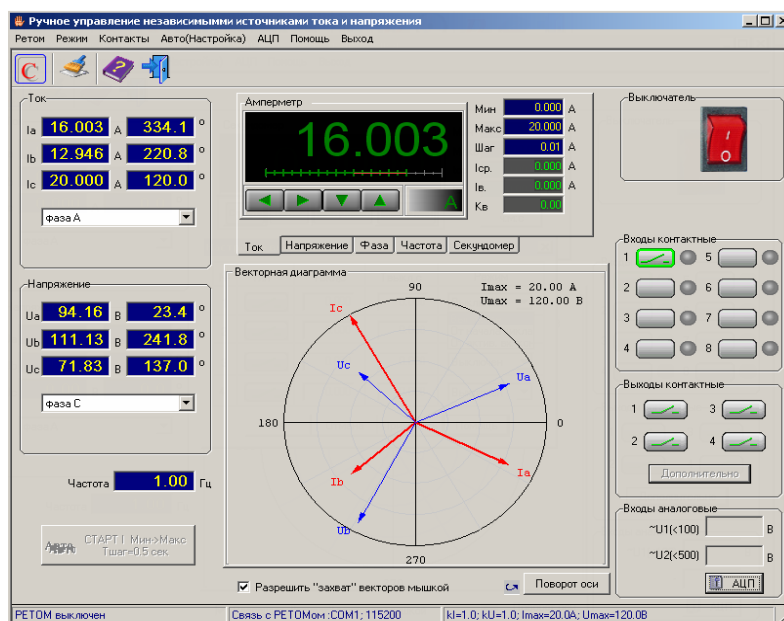 Ручное управление независимыми источниками тока и напряжения
Ретом Режим Контакты Авто(Настройка) АЦП Помощь Выход
Ток
Ia 16.003 A 334.1 °
Ib 12.946 A 220.8 °
Ic 20.000 A 120.0 °
фаза А
Амперметр
16.003
A
Мин 0.000 A
Макс 20.000 A
Шаг 0.01 A
Iср. 0.000 A
Iв. 0.000 A
Kв 0.00
Ток Напряжение Фаза Частота Секундомер
Выключатель
I
O
Напряжение
Ua 94.16 В 23.4 °
Ub 111.13 В 241.8 °
Uc 71.83 В 137.0 °
фаза С
Частота 1.00 Гц
СТАРТ I Мин->Макс
Tшаг=0.5 сек
Векторная диаграмма
Imax = 20.00 A
Umax = 120.00 В
90
Ic
Uc
Ua
180
0
Ib
Ia
Ub
270
Разрешить "захват" векторов мышкой
Поворот оси
Входы контактные
1 5
2 6
3 7
4 8
Выходы контактные
1 3
2 4
Дополнительно
Входы аналоговые
~U1(<100) В
~U2(<500) В
АЦП
РЕТОМ выключен
Связь с РЕТОМом :COM1; 115200
kI=1.0; kU=1.0; Imax=20.0A; Umax=120.0В